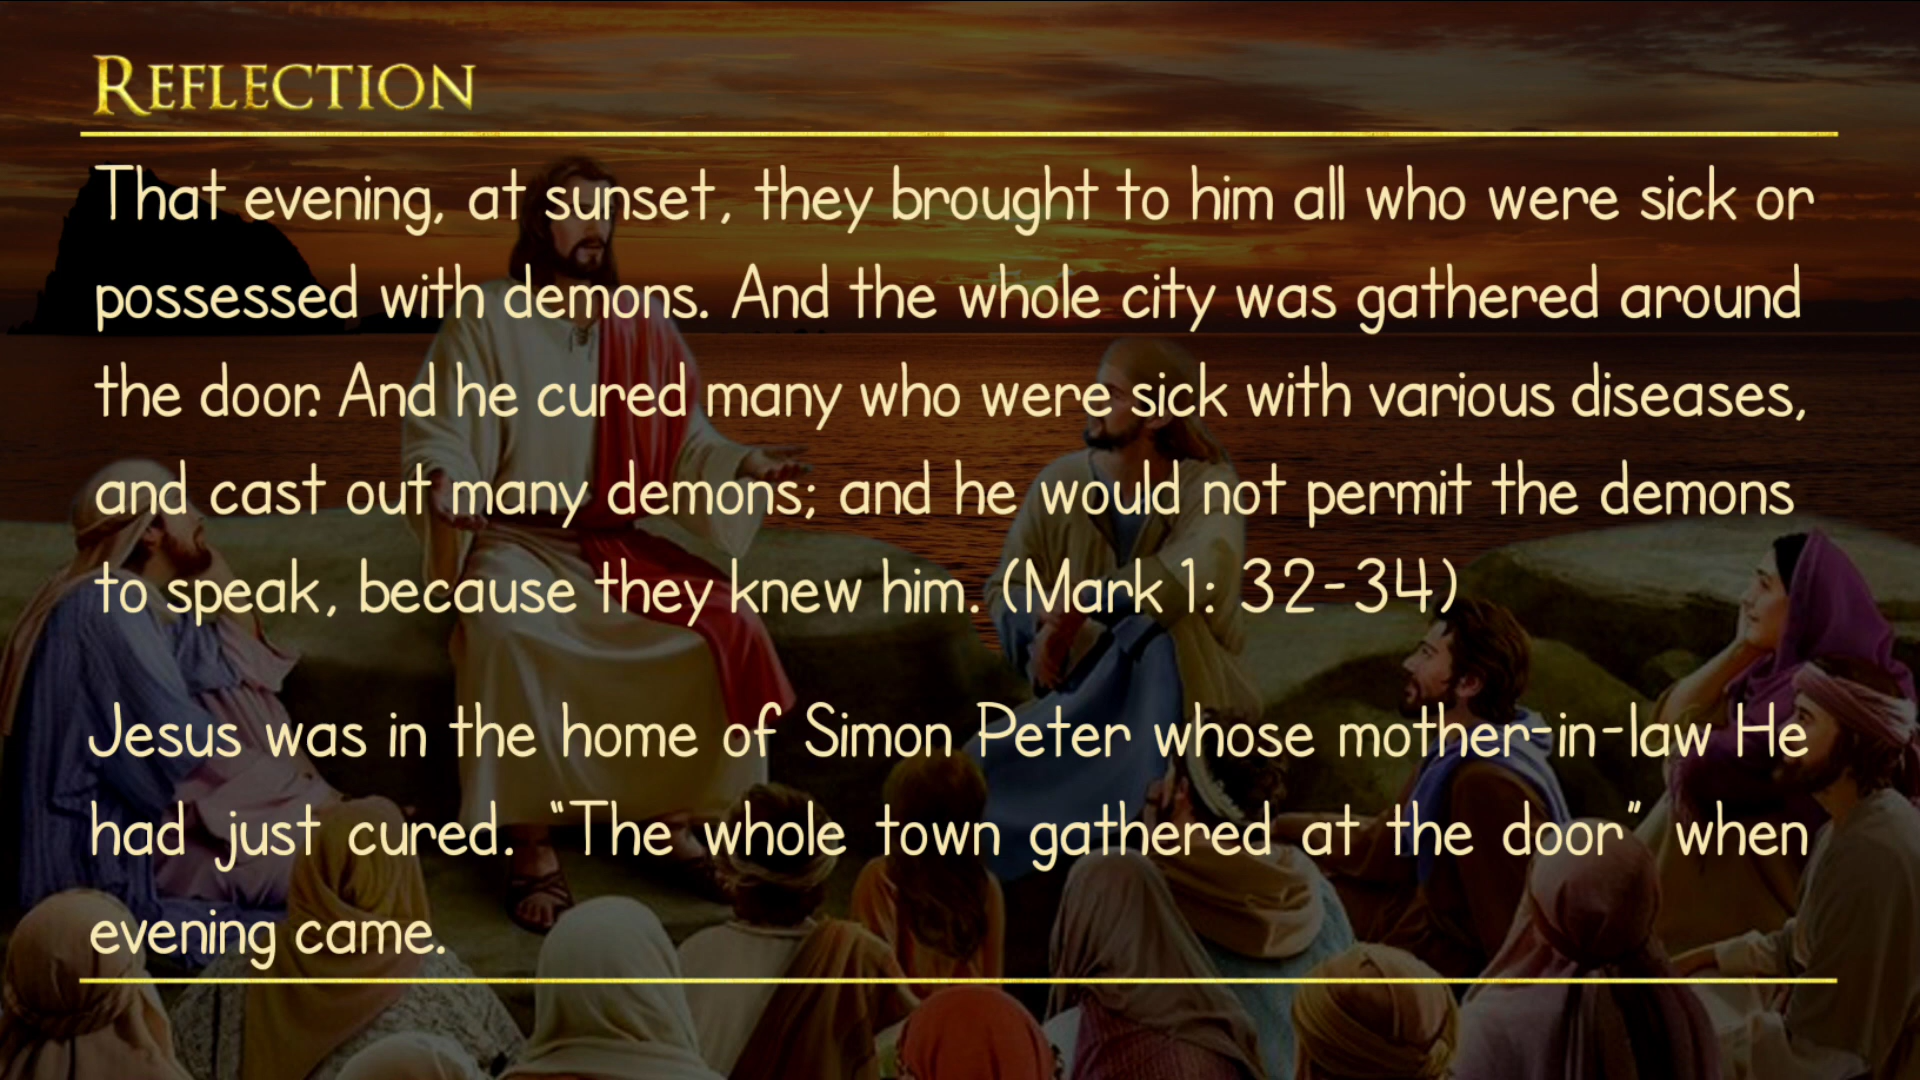 REFLECTION
That evening, at sunset, they brought to him all who were sick or
possessed with demons. And the whole city was gathered around
the door. And he cured many who were sick with various diseases,
and cast out many demons; and he would not permit the demons
to speak, because they knew him. (Mark 1: 32-34)
Jesus was in the home of Simon Peter whose mother-in-law He
had just cured. "The whole town gathered at the door" when
evening came.